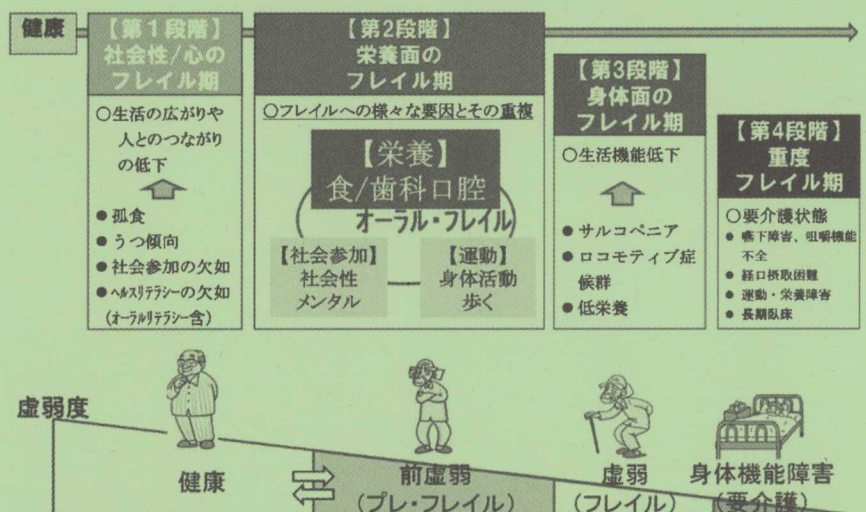 健康
【第1段階】
社会性/心の
フレイル期
○生活の広がりや
人とのつながり
の低下
●孤食
●うつ傾向
●社会参加の欠如
●ヘルスリテラシーの欠如
(オーラルリテラシー含)
【第2段階】
栄養面の
フレイル期
○フレイルへの様々な要因とその重複
【栄養】
食/歯科口腔
オーラル・フレイル
【社会参加】
社会性
メンタル
【運動】
身体活動
歩く
【第3段階】
身体面の
フレイル期
○生活機能低下
●サルコペニア
●ロコモティブ症
候群
●低栄養
【第4段階】
重度
フレイル期
○要介護状態
●嚥下障害、咀嚼機能
不全
●経口摂取困難
●運動・栄養障害
●長期臥床
虚弱度
健康
前虚弱
(プレ・フレイル)
虚弱
(フレイル)
身体機能障害
(要介護)